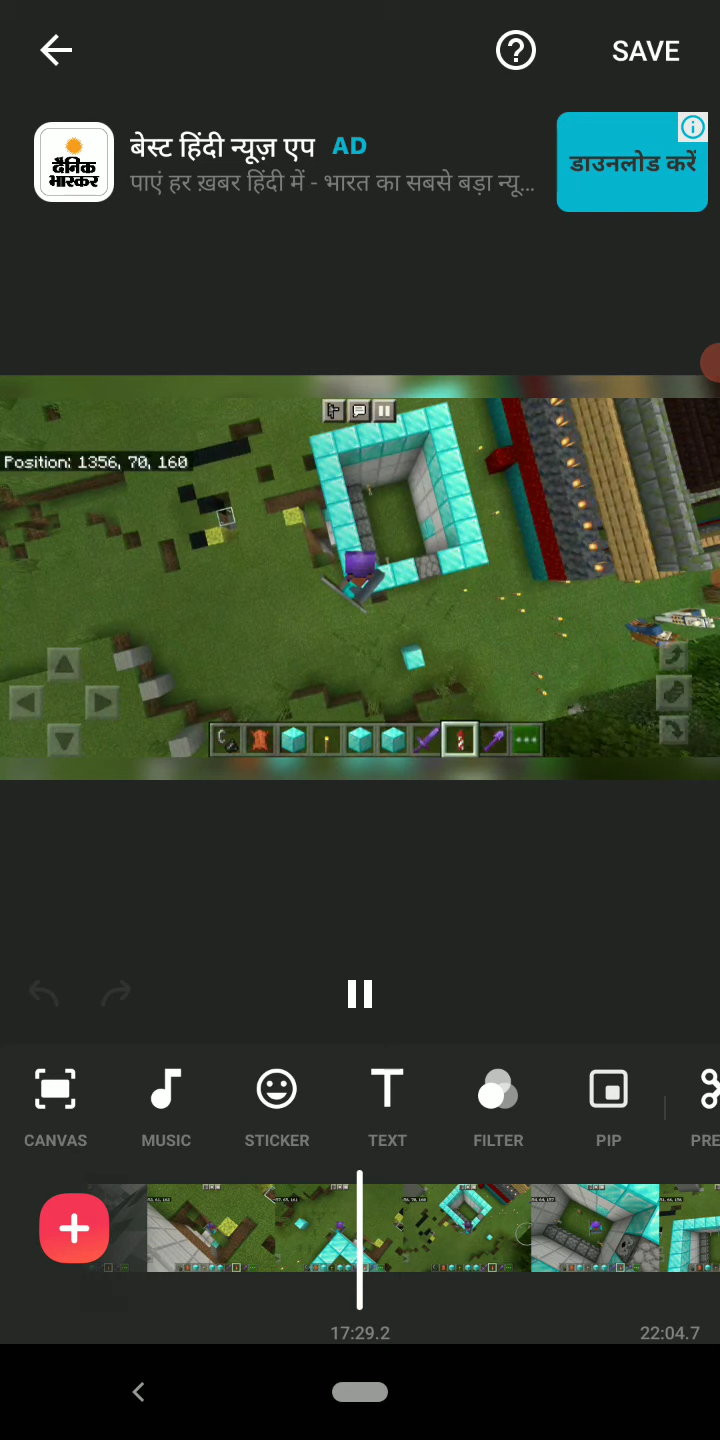 SAVE
बेस्ट हिंदी न्यूज़ एप AD
दैनिक
भास्कर
पाएं हर ख़बर हिंदी में - भारत का सबसे बड़ा न्यू...
डाउनलोड करें
Position: 1356, 70, 160
CANVAS MUSIC STICKER TEXT FILTER PIP PRE
17:29.2 22:04.7